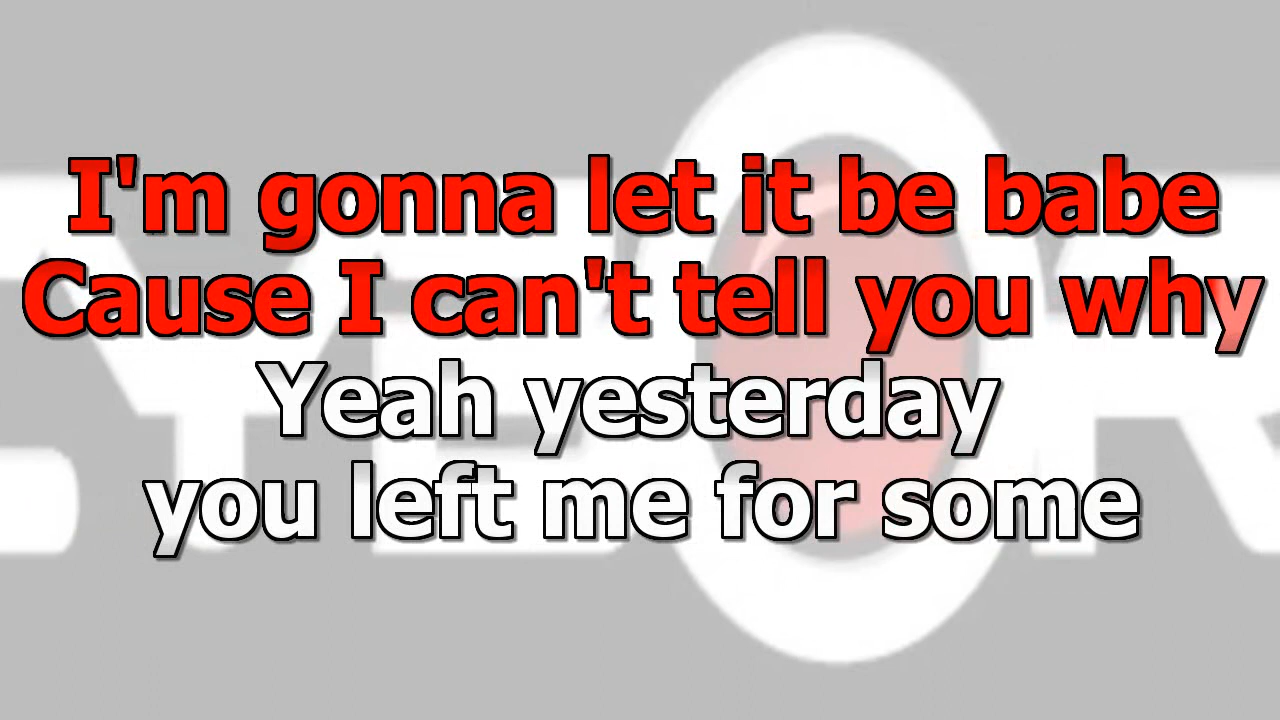 I'm gonna let it be babe
Cause I can't tell you why
Yeah yesterday
you left me for some